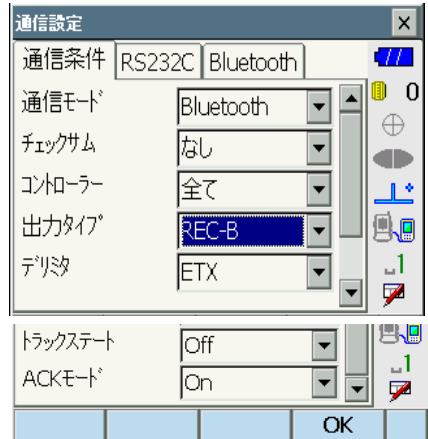 通信設定
通信条件 RS232C Bluetooth
通信ﾓｰﾄﾞ Bluetooth
ﾁｪｯｸｻﾑ なし
ｺﾝﾄﾛｰﾗｰ 全て
出力ﾀｲﾌﾟ REC-B
ﾃﾞﾘﾐﾀ ETX
0
1
ﾄﾗｯｸｽﾃｰﾄ Off
ACKﾓｰﾄﾞ On
1
OK